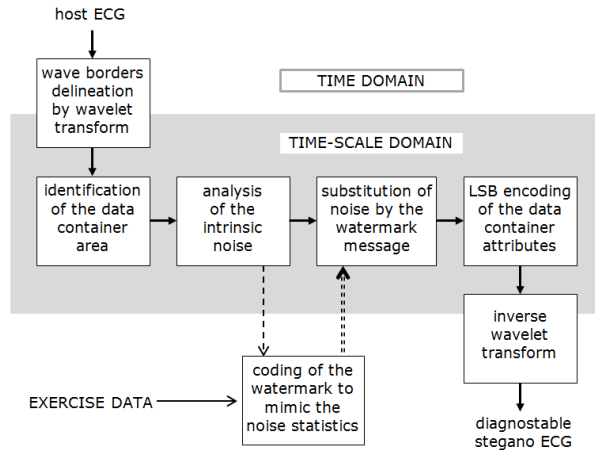 host ECG
wave borders
delineation
by wavelet
transform
TIME DOMAIN
TIME-SCALE DOMAIN
identification
of the data
container
area
analysis
of the
intrinsic
noise
substitution of
noise by the
watermark
message
LSB encoding
of the data
container
attributes
inverse
wavelet
transform
EXERCISE DATA
coding of the
watermark to
mimic the
noise statistics
diagnostable
stegano ECG